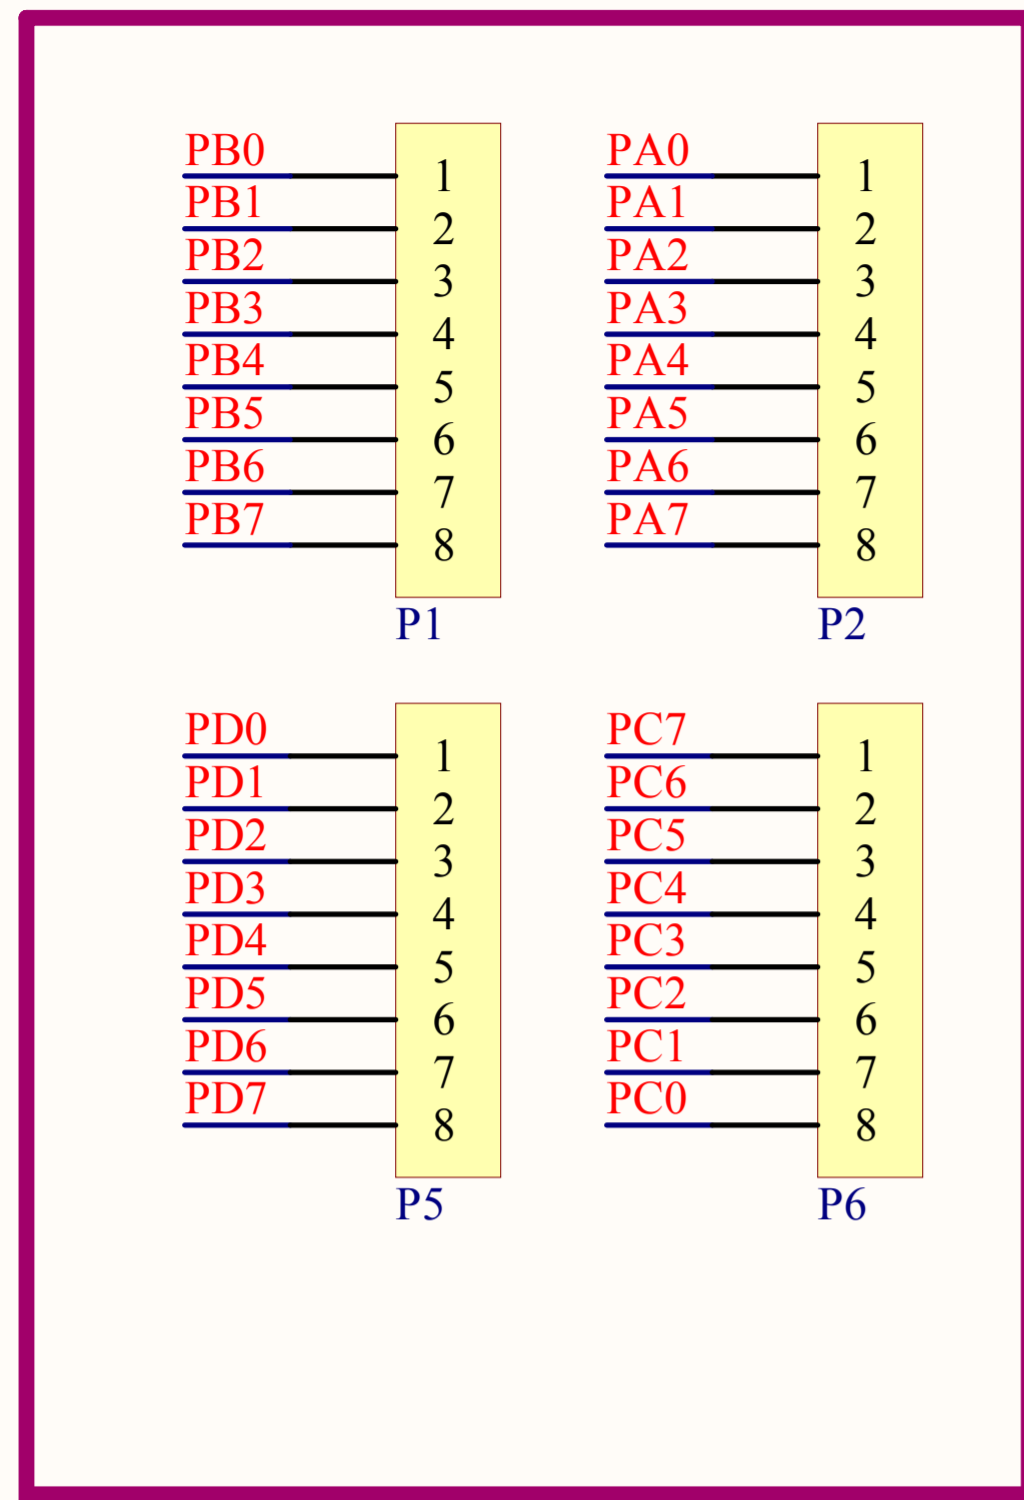 PB0 1 PA0 1
PB1 2 PA1 2
PB2 3 PA2 3
PB3 4 PA3 4
PB4 5 PA4 5
PB5 6 PA5 6
PB6 7 PA6 7
PB7 8 PA7 8
P1 P2
PD0 1 PC7 1
PD1 2 PC6 2
PD2 3 PC5 3
PD3 4 PC4 4
PD4 5 PC3 5
PD5 6 PC2 6
PD6 7 PC1 7
PD7 8 PC0 8
P5 P6